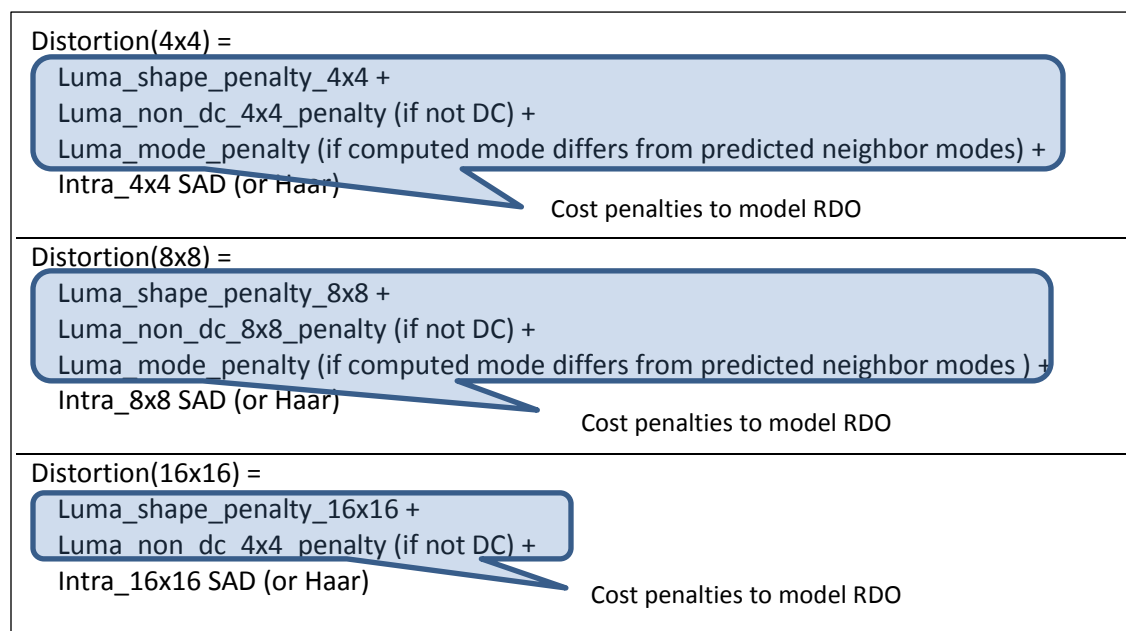 Distortion(4x4) =
Luma_shape_penalty_4x4 +
Luma_non_dc_4x4_penalty (if not DC) +
Luma_mode_penalty (if computed mode differs from predicted neighbor modes) +
Intra_4x4 SAD (or Haar)
Cost penalties to model RDO
Distortion(8x8) =
Luma_shape_penalty_8x8 +
Luma_non_dc_8x8_penalty (if not DC) +
Luma_mode_penalty (if computed mode differs from predicted neighbor modes ) +
Intra_8x8 SAD (or Haar)
Cost penalties to model RDO
Distortion(16x16) =
Luma_shape_penalty_16x16 +
Luma_non_dc_4x4_penalty (if not DC) +
Intra_16x16 SAD (or Haar)
Cost penalties to model RDO